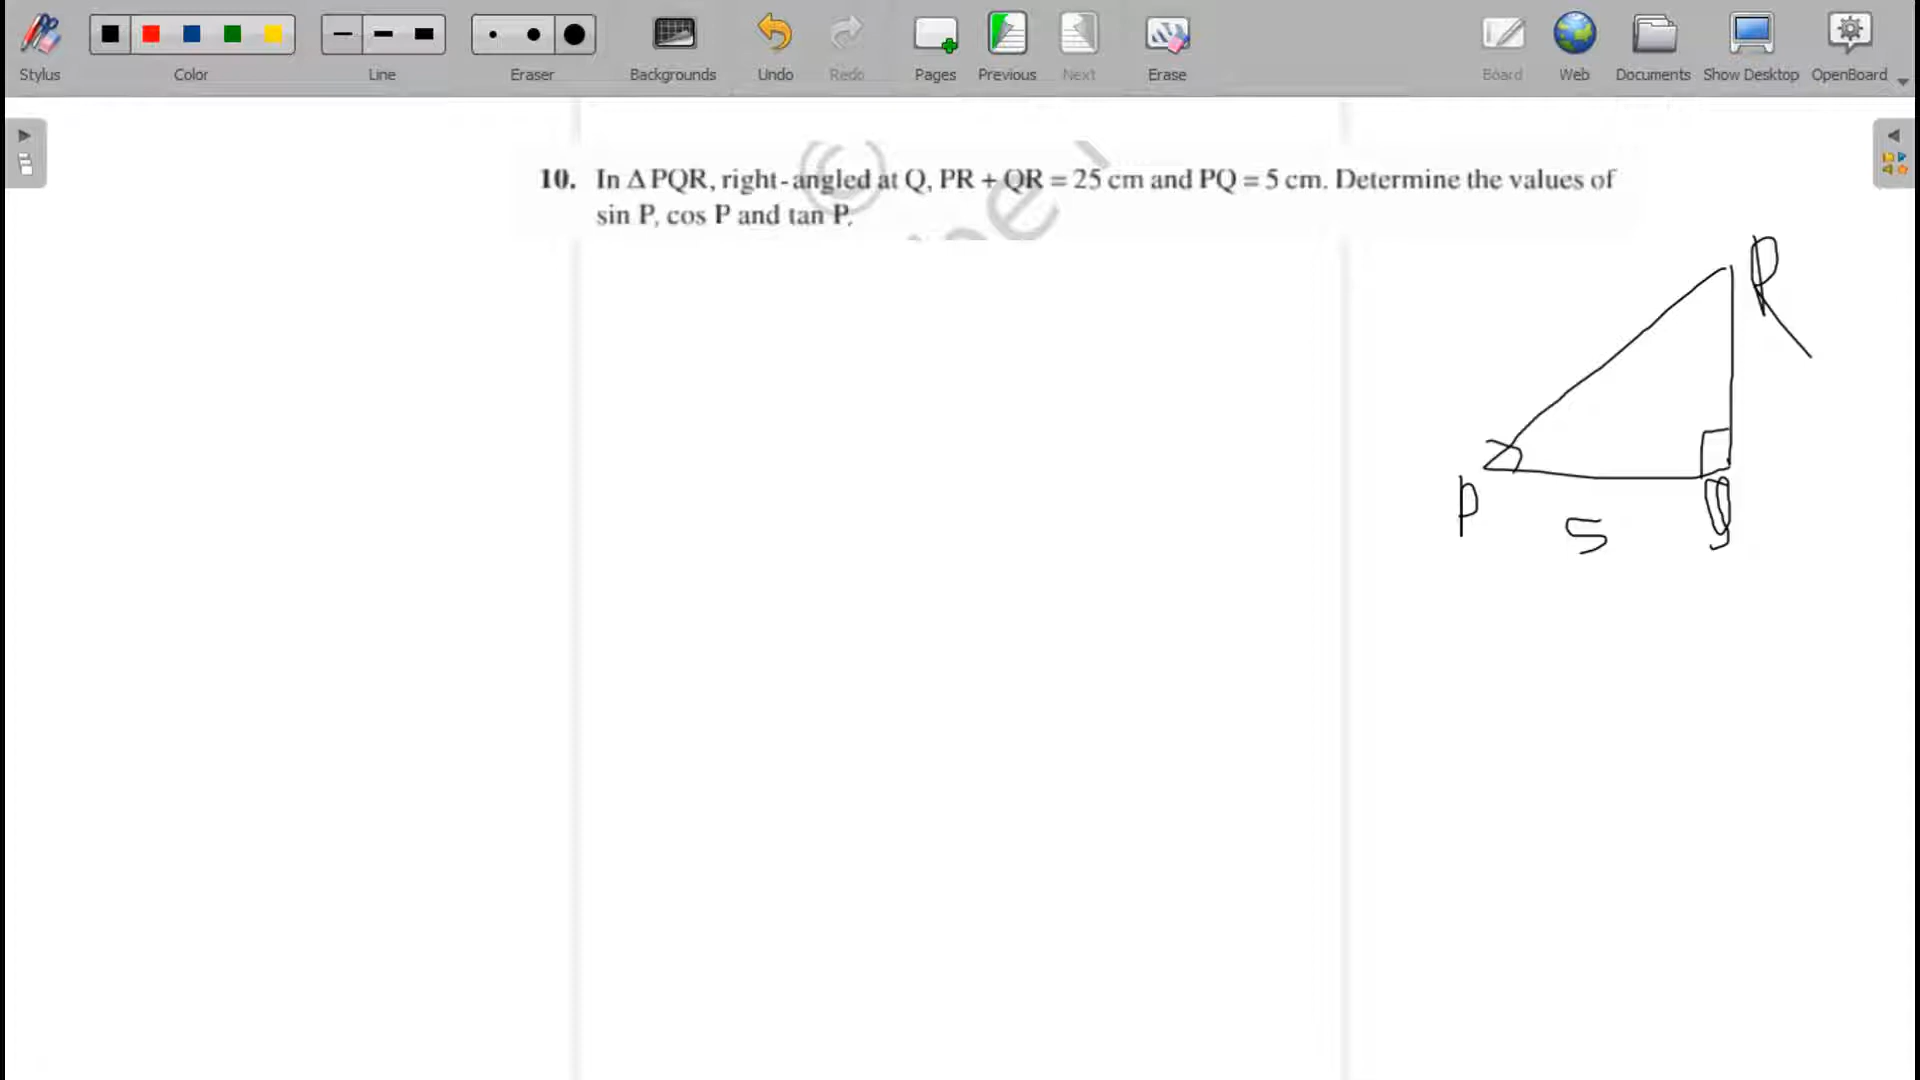 Stylus
Color
Line
Eraser
Backgrounds
Undo
Redo
Pages
Previous
Next
Erase
Board
Web
Documents
Show Desktop
OpenBoard
10. In Δ PQR, right-angled at Q, PR + QR = 25 cm and PQ = 5 cm. Determine the values of
sin P, cos P and tan P.
R
P
5
Q